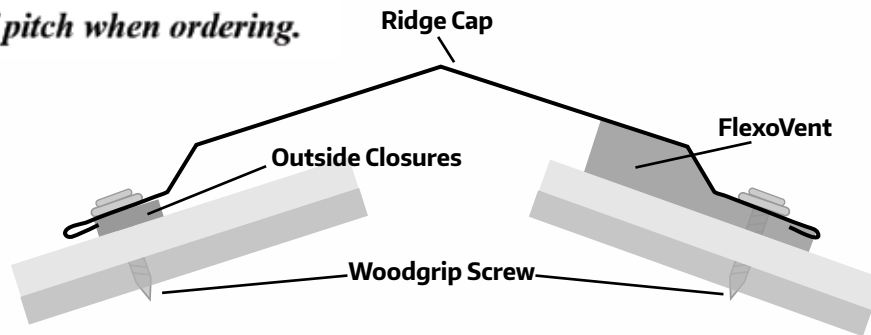 pitch when ordering.
Ridge Cap
FlexoVent
Outside Closures
Woodgrip Screw